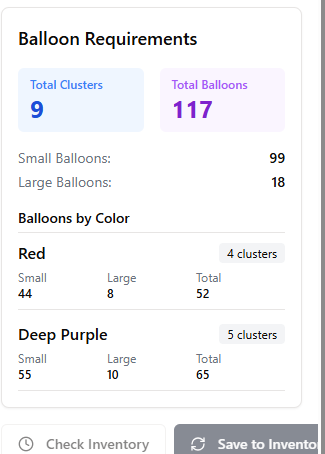 Balloon Requirements
Total Clusters
9
Total Balloons
117
Small Balloons: 99
Large Balloons: 18
Balloons by Color
Red 4 clusters
Small Large Total
44 8 52
Deep Purple 5 clusters
Small Large Total
55 10 65
Check Inventory
Save to Invento